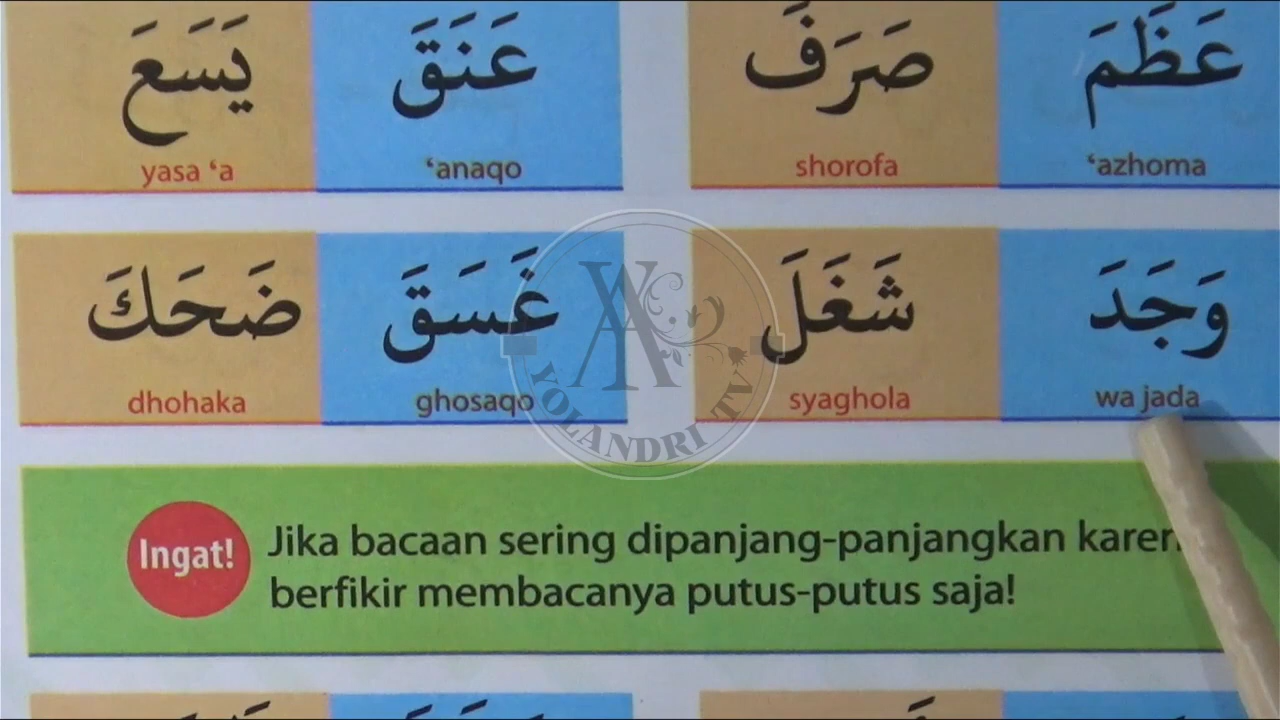 عَظَمَ صَرَفَ عَنَقَ يَسَعَ
‘azhoma shorofa ‘anaqo yasa ‘a
وَجَدَ شَغَلَ غَسَقَ ضَحَكَ
wa jada syaghola ghosaqo dhohaka
YOLANDRI TV
Ingat!
Jika bacaan sering dipanjang-panjangkan
berfikir membacanya putus-putus saja!